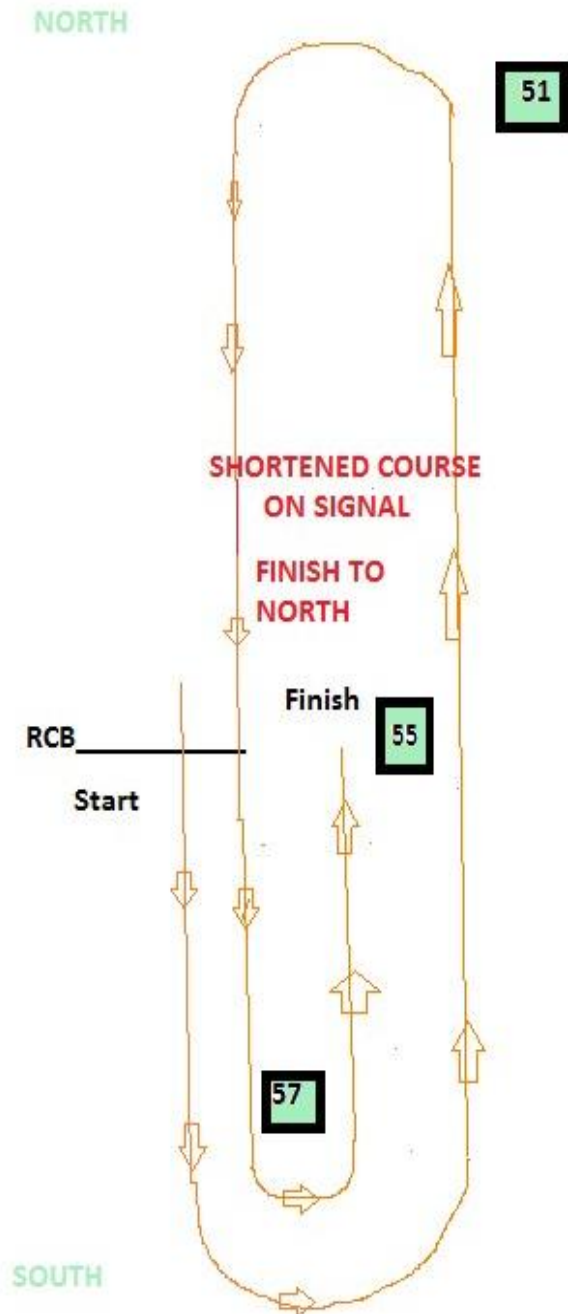 NORTH
51
SHORTENED COURSE
ON SIGNAL
FINISH TO
NORTH
Finish
55
RCB
Start
57
SOUTH